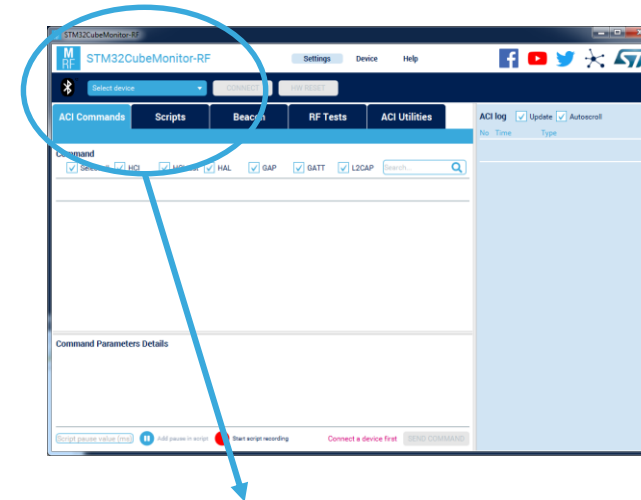 STM32CubeMonitor-RF
M
RF
STM32CubeMonitor-RF
Settings Device Help
Select device
CONNECT
HW RESET
ACI Commands Scripts Beacon RF Tests ACI Utilities
ACI log Update Autoscroll
No Time Type
Command
HCI HAL GAP GATT L2CAP Search...
Command Parameters Details
Script pause value (ms) Add pause in script Start script recording Connect a device first SEND COMMAND